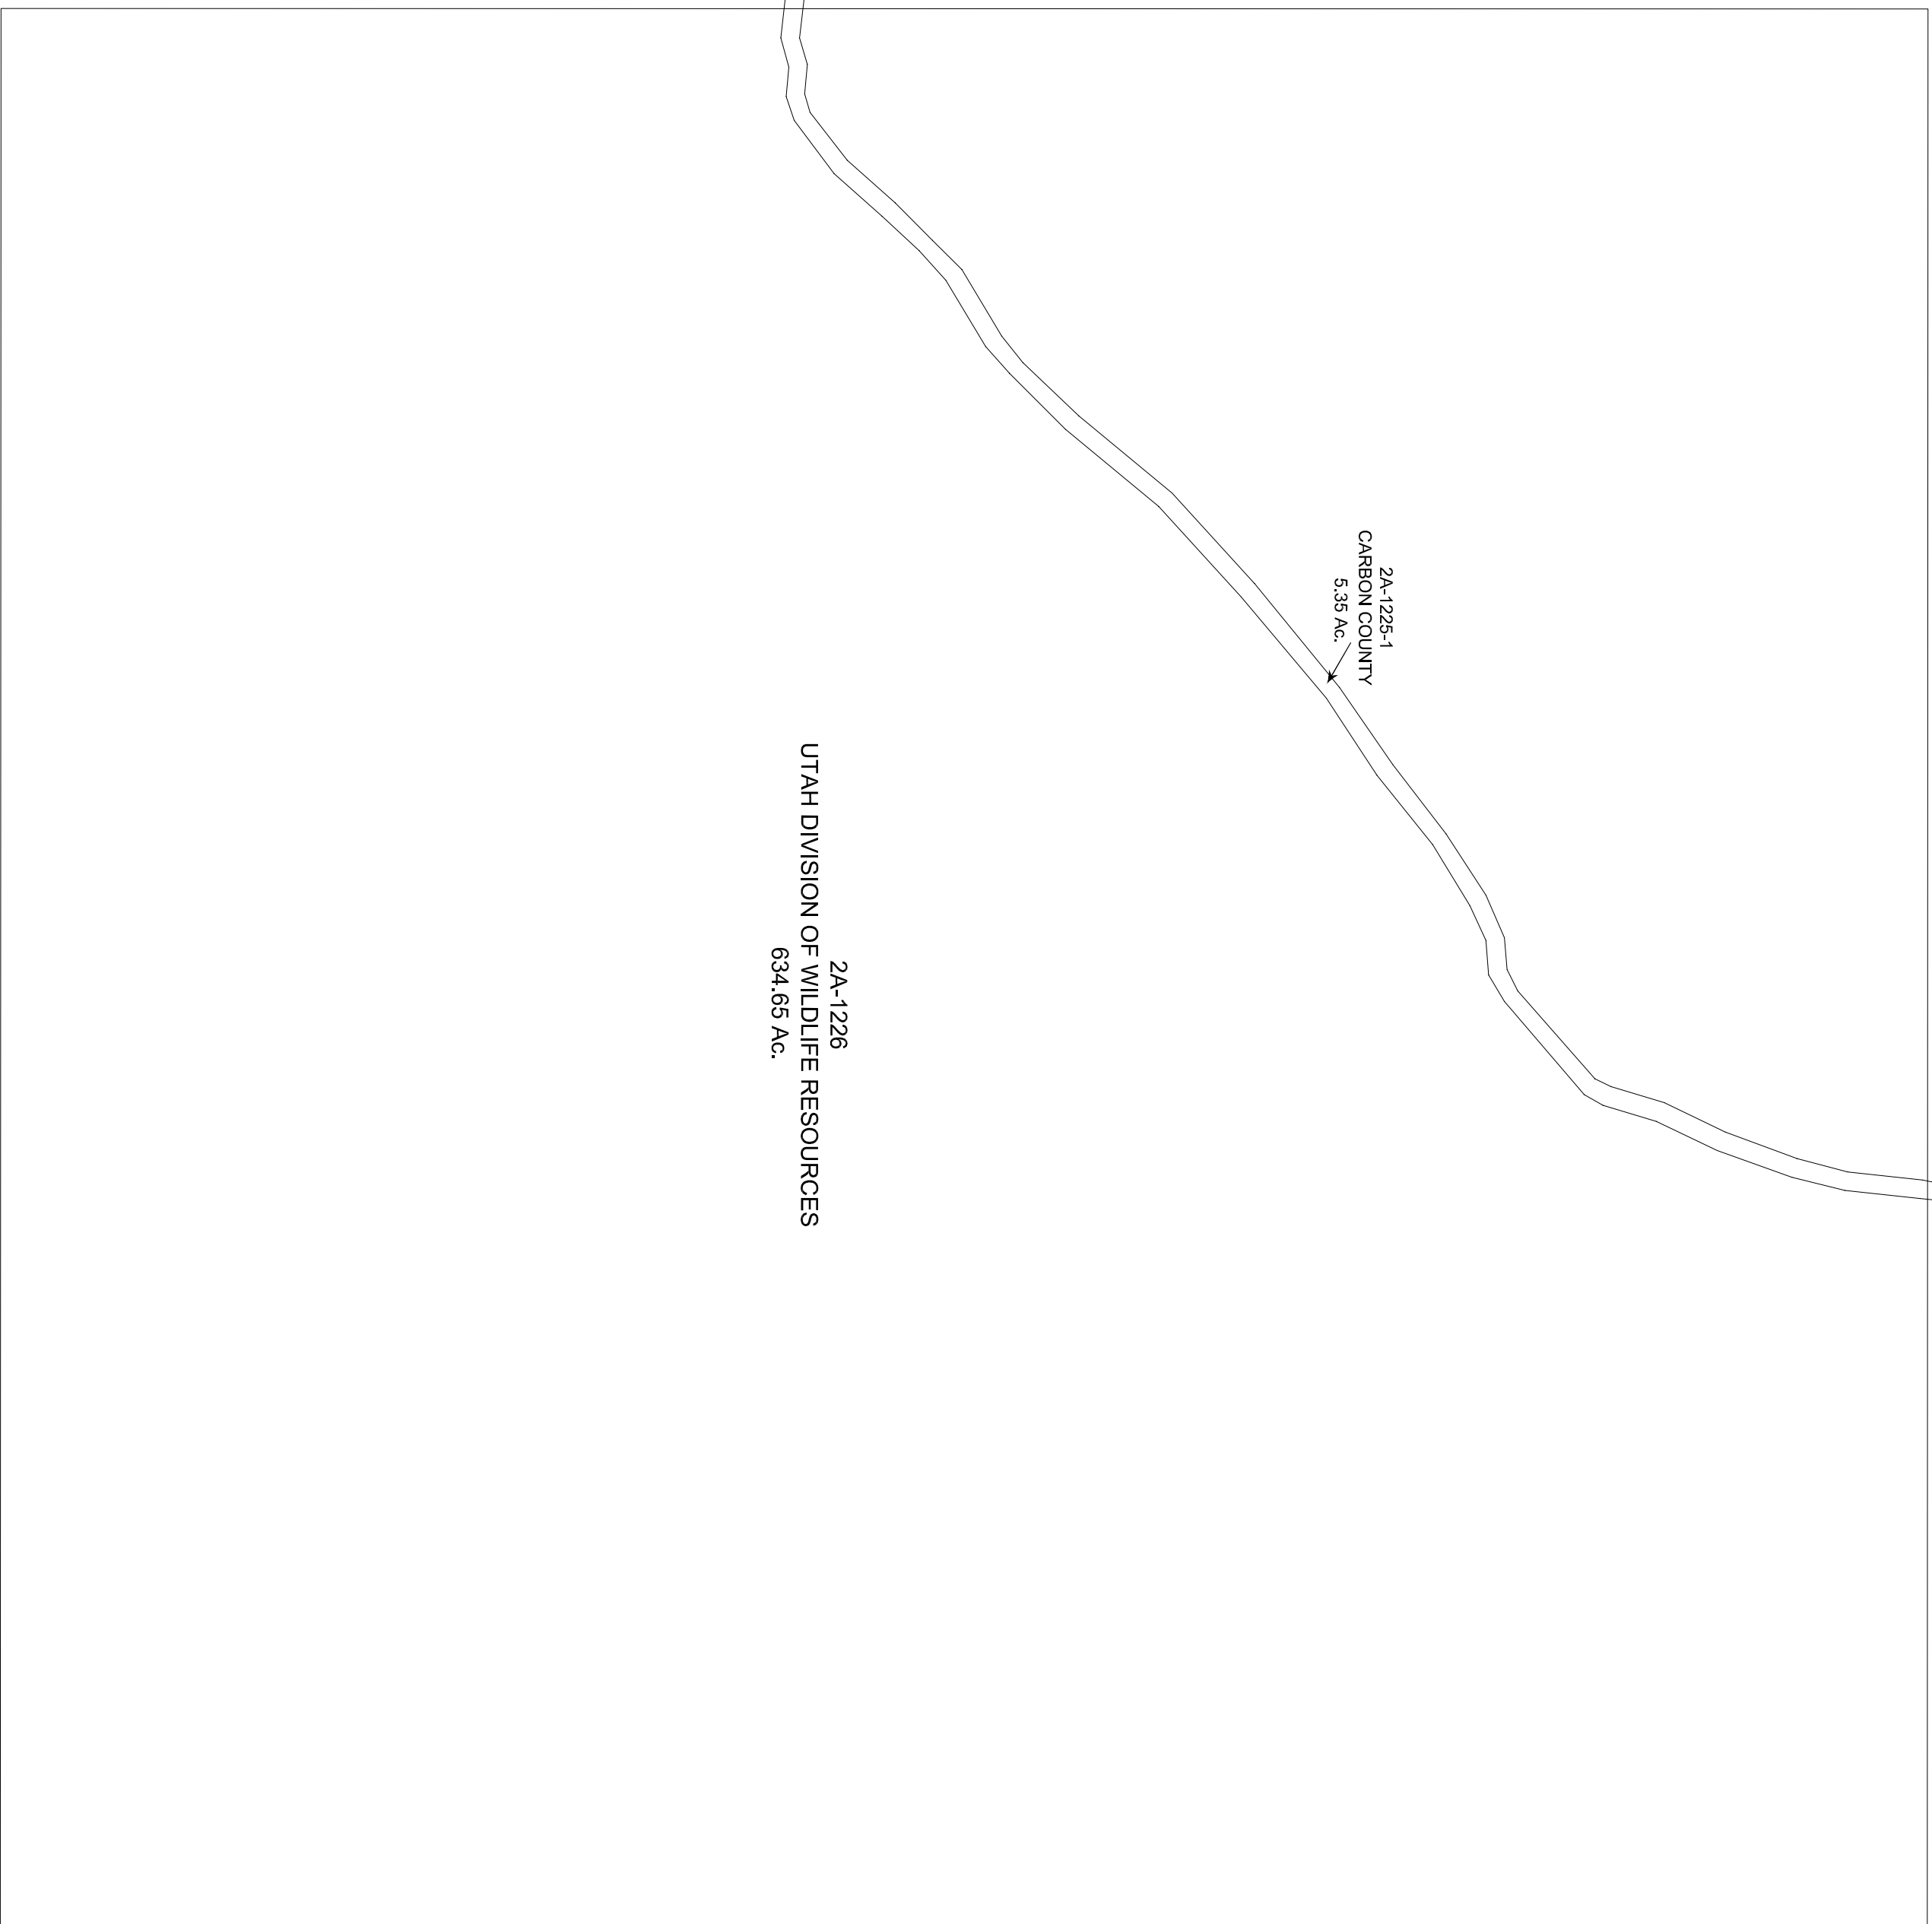 2A-1225-1
CARBON COUNTY
5.35 Ac.
2A-1226
UTAH DIVISION OF WILDLIFE RESOURCES
634.65 Ac.